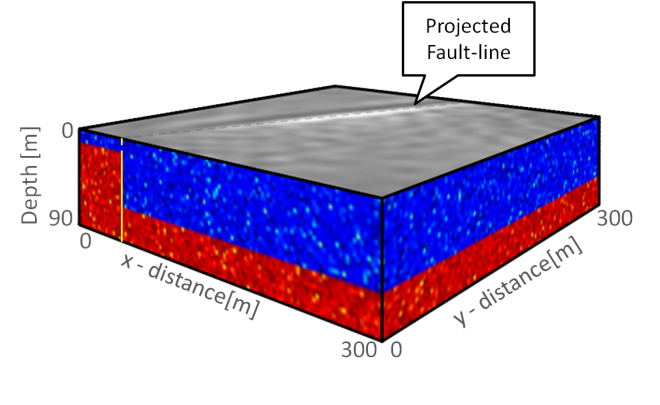 Projected
Fault-line
0
Depth [m]
90
0
x - distance[m]
300
0
y - distance[m]
300